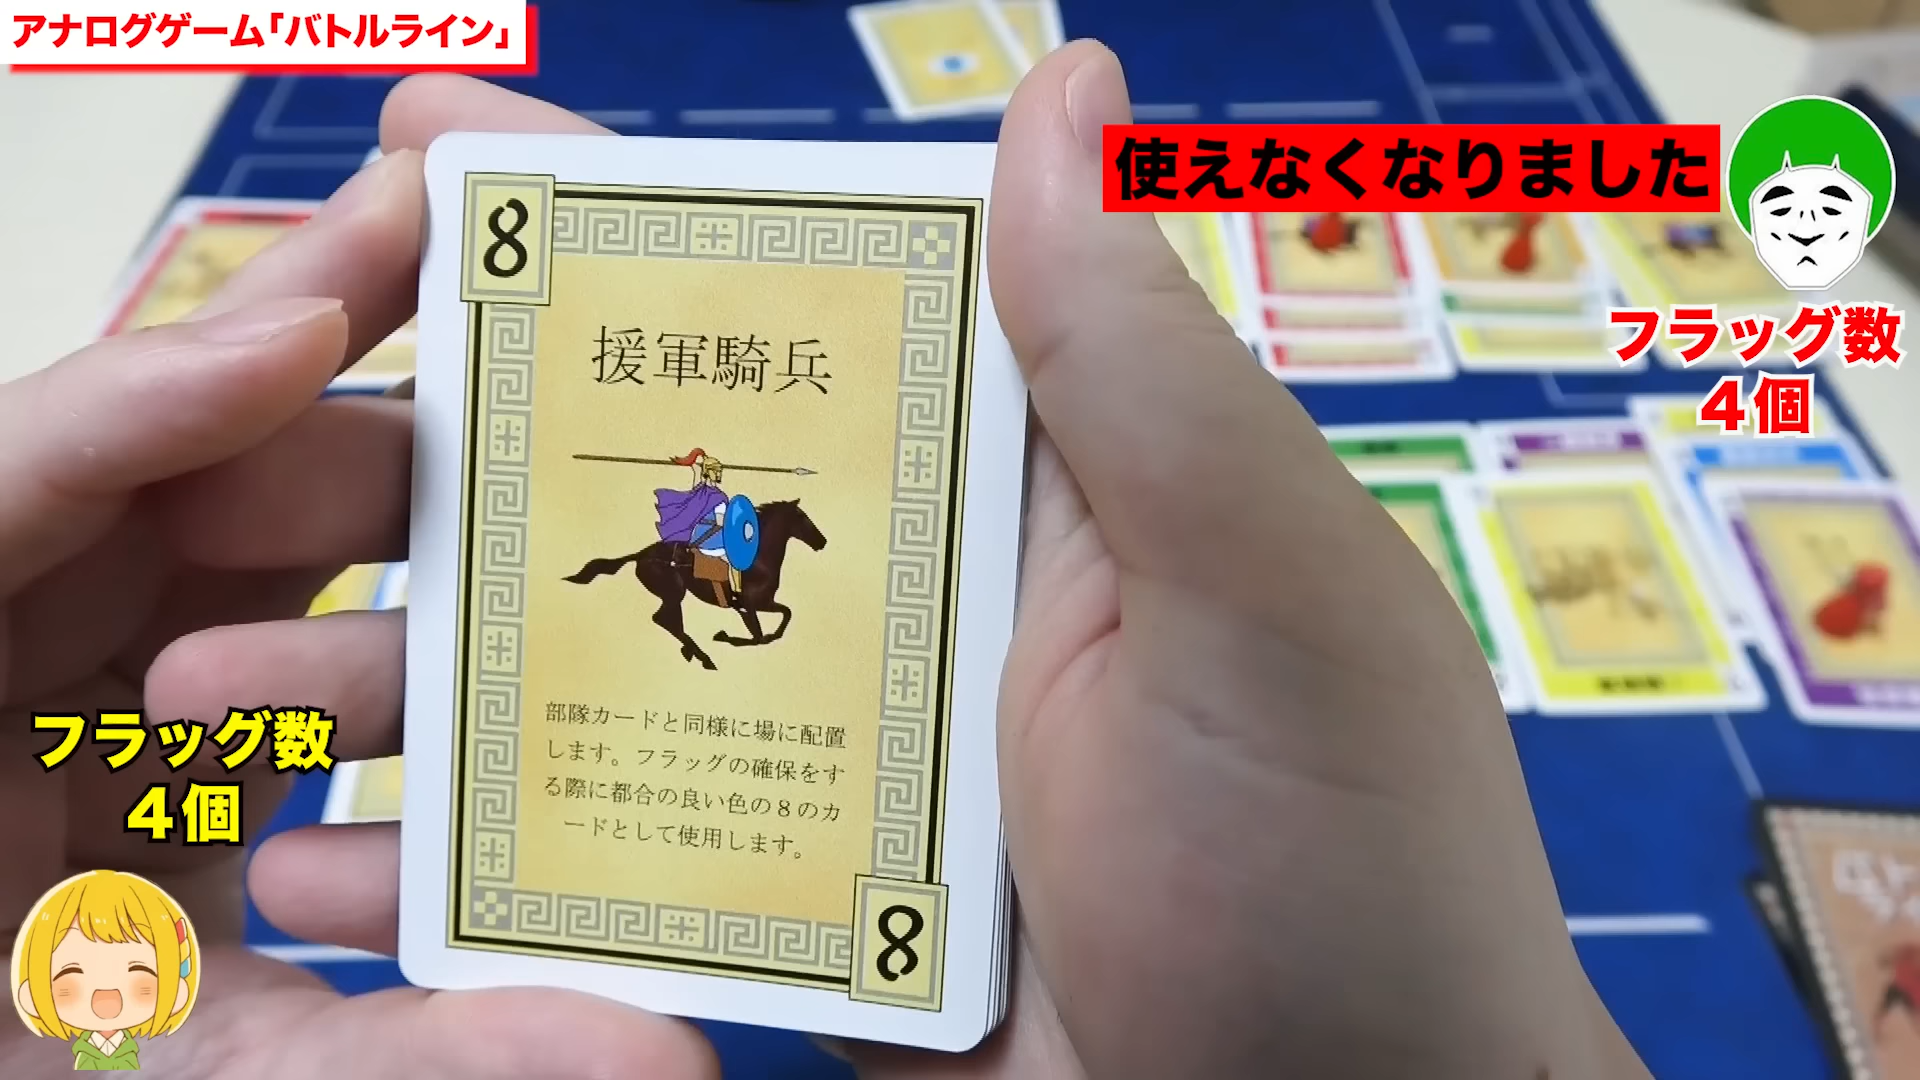 アナログゲーム「バトルライン」
使えなくなりました
フラッグ数
4個
8
援軍騎兵
部隊カードと同様に場に配置
します。フラッグの確保をす
る際に都合の良い色の8のカ
ードとして使用します。
8
フラッグ数
4個